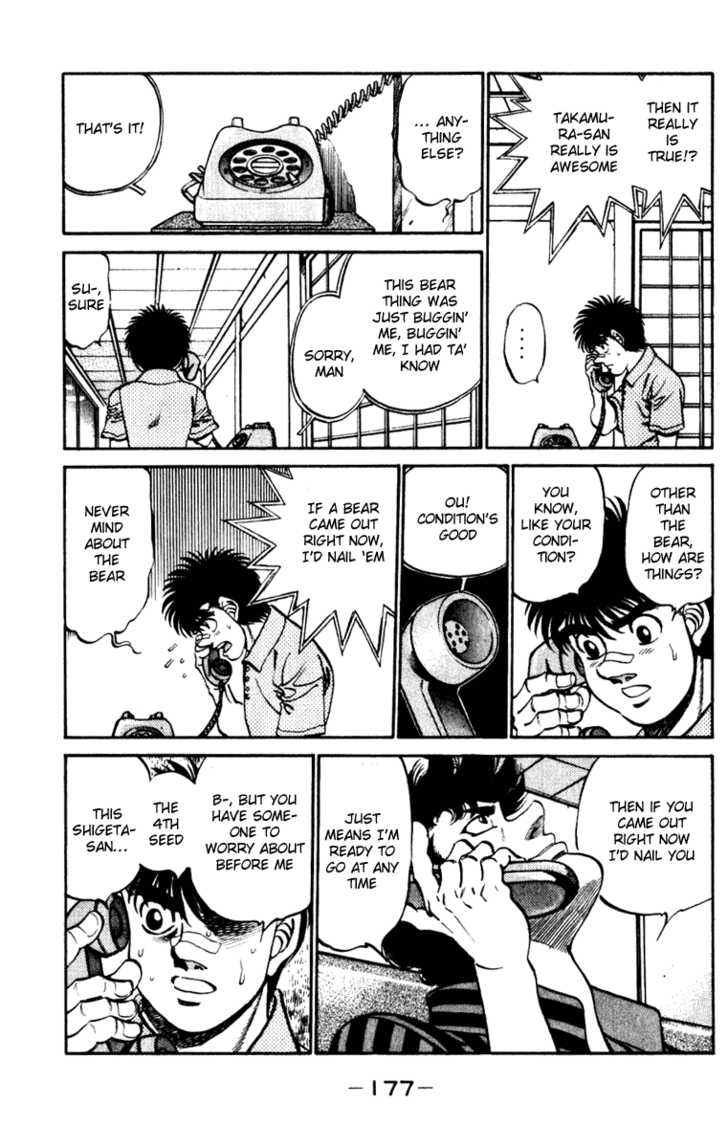 THEN IT
REALLY
IS
TRUE!?
TAKAMU-
RA-SAN
REALLY IS
AWESOME
...
... ANY-
THING
ELSE?
THAT'S IT!
THIS BEAR
THING WAS
JUST BUGGIN'
ME, BUGGIN'
ME, I HAD TA'
KNOW
SORRY,
MAN
SU-,
SURE
OTHER
THAN
THE
BEAR,
HOW ARE
THINGS?
YOU
KNOW,
LIKE YOUR
CONDI-
TION?
OU!
CONDITION'S
GOOD
IF A BEAR
CAME OUT
RIGHT NOW,
I'D NAIL 'EM
NEVER
MIND
ABOUT
THE
BEAR
THEN IF YOU
CAME OUT
RIGHT NOW
I'D NAIL YOU
JUST
MEANS I'M
READY TO
GO AT ANY
TIME
B-, BUT YOU
HAVE SOME-
ONE TO
WORRY ABOUT
BEFORE ME
THE
4TH
SEED
THIS
SHIGETA-
SAN...
-177-